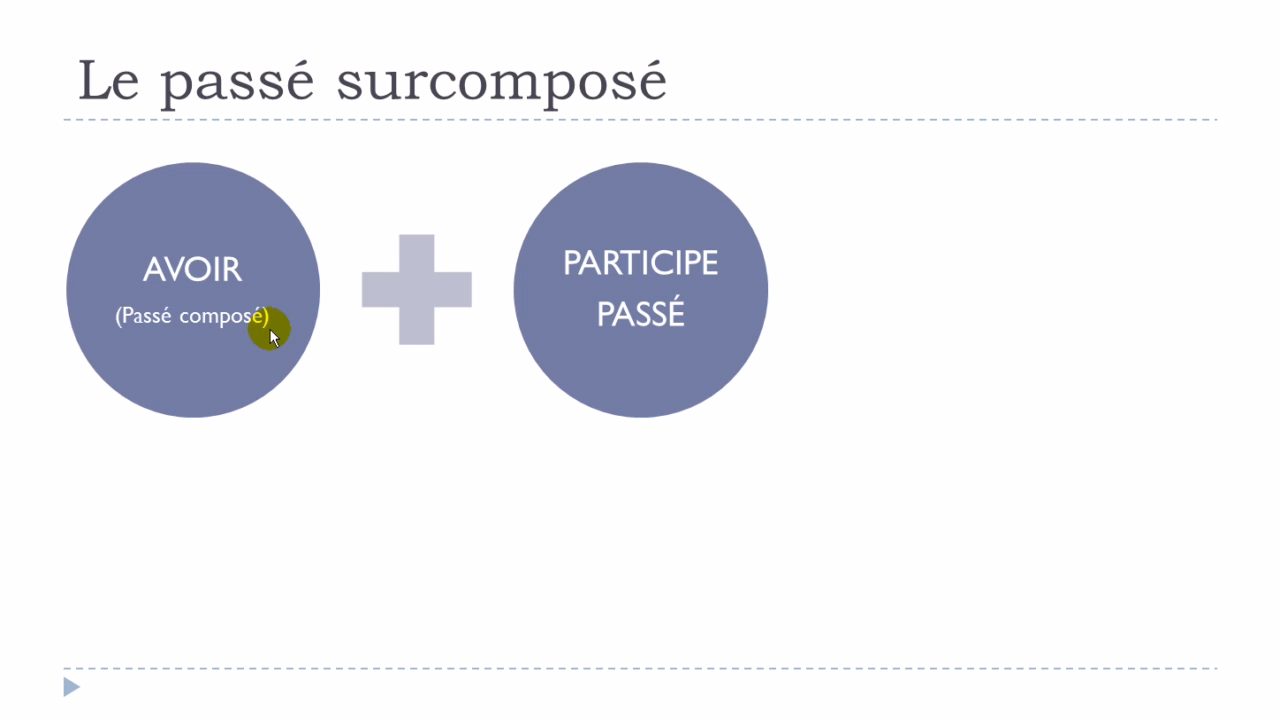 Le passé surcomposé
AVOIR
(Passé composé)
PARTICIPE
PASSÉ